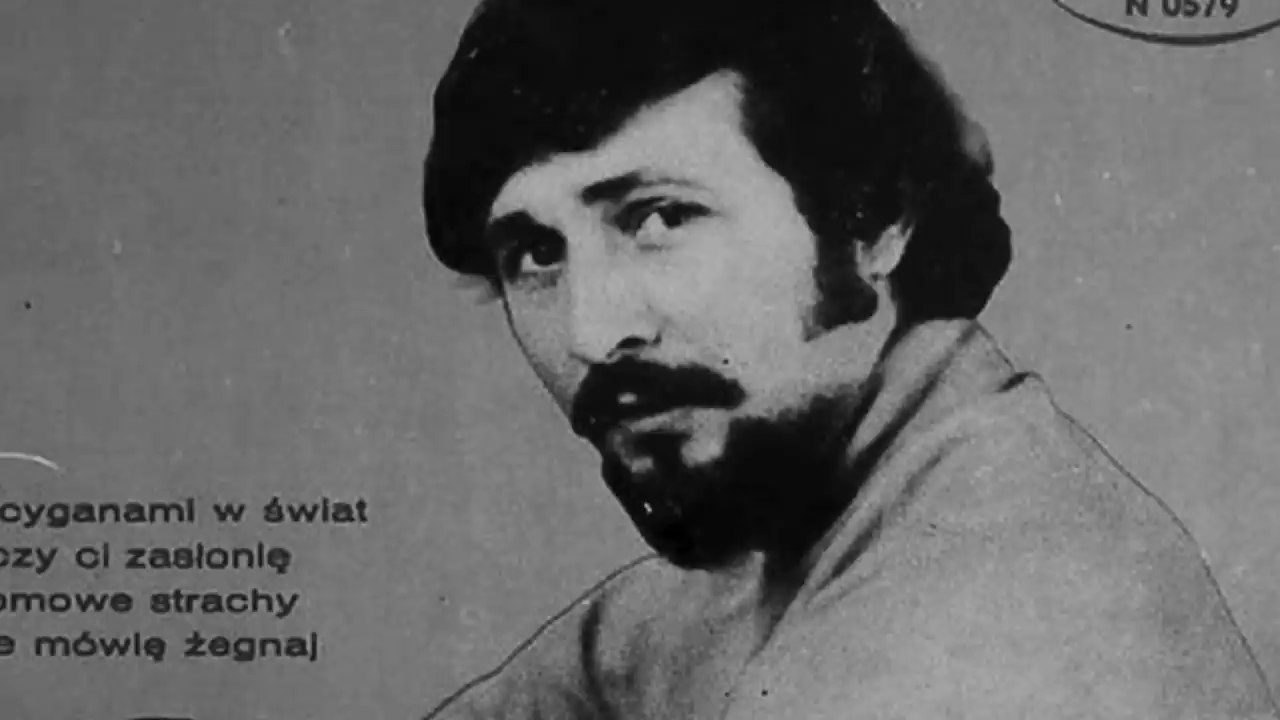 N 0579
cyganami w świat
czy ci zasłonię
omowe strachy
e mówię żegnaj